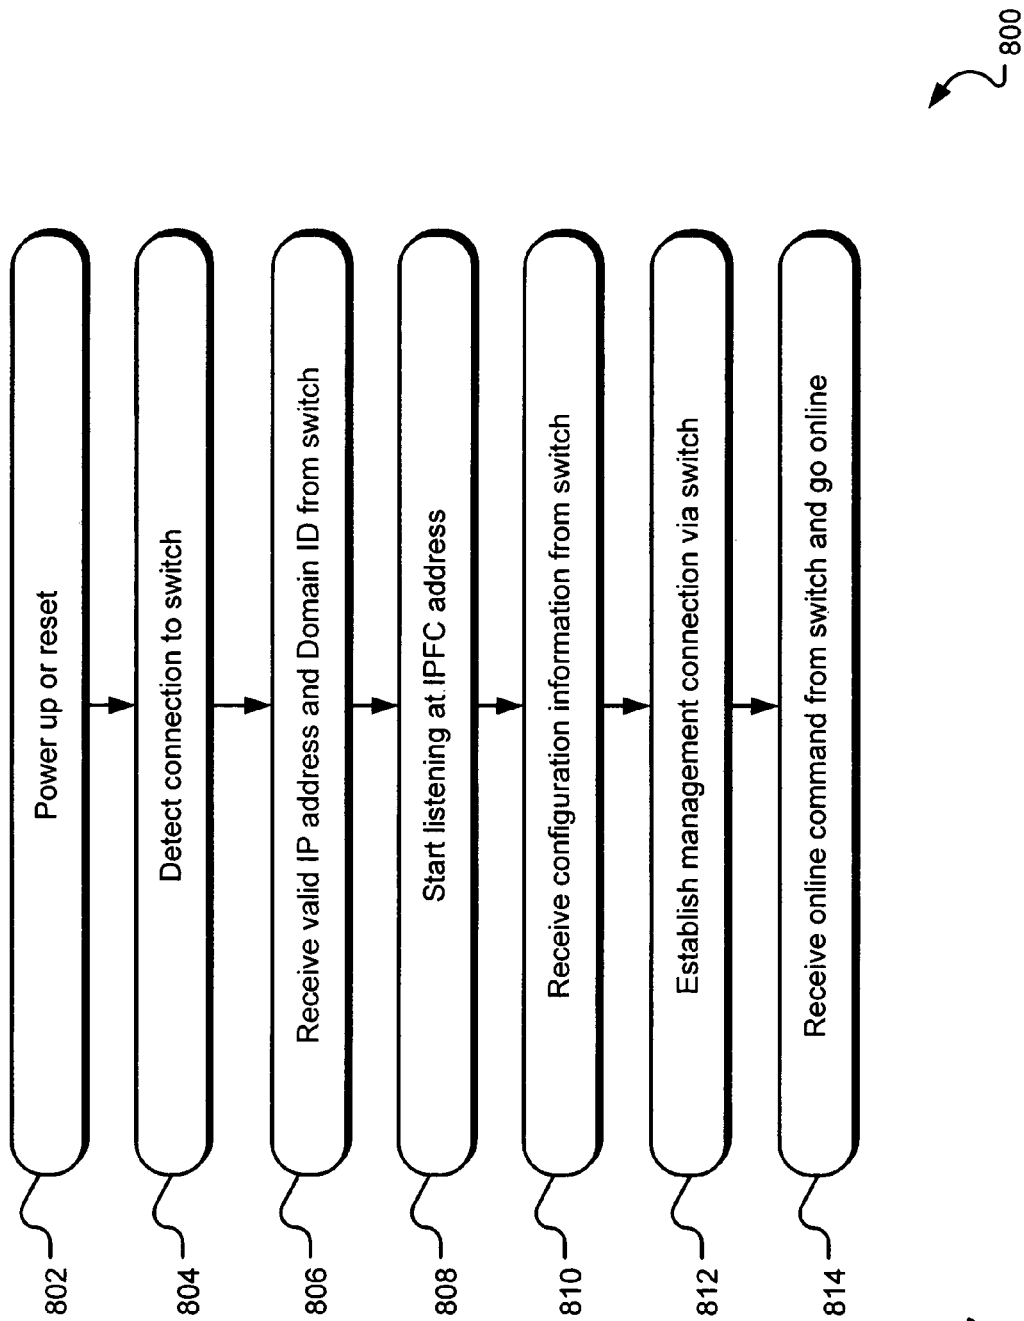 800
802
Power up or reset
804
Detect connection to switch
806
Receive valid IP address and Domain ID from switch
808
Start listening at IPFC address
810
Receive configuration information from switch
812
Establish management connection via switch
814
Receive online command from switch and go online